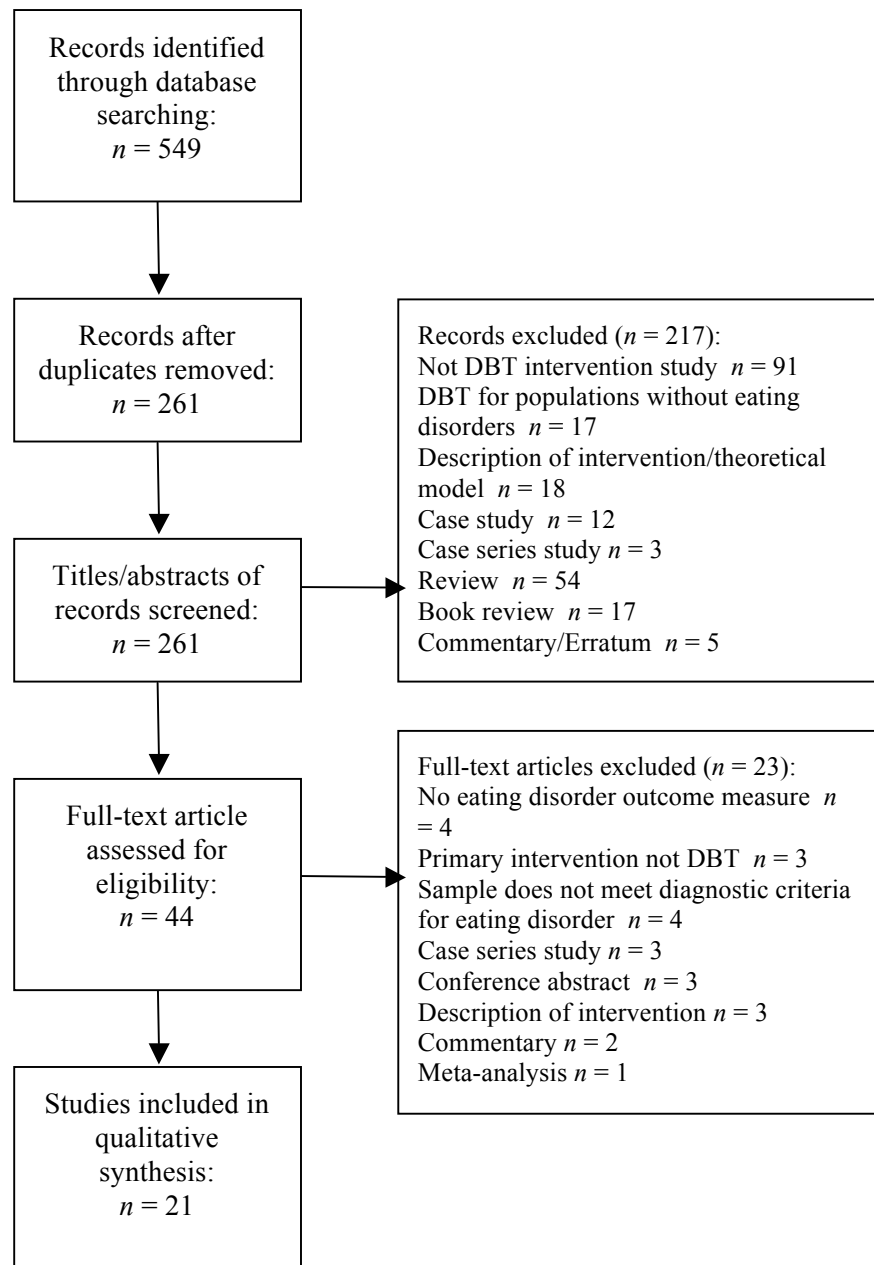 Records identified
through database
searching:
n = 549
Records after
duplicates removed:
n = 261
Records excluded (n = 217):
Not DBT intervention study n = 91
DBT for populations without eating
disorders n = 17
Description of intervention/theoretical
model n = 18
Case study n = 12
Case series study n = 3
Review n = 54
Book review n = 17
Commentary/Erratum n = 5
Titles/abstracts of
records screened:
n = 261
Full-text article
assessed for
eligibility:
n = 44
Full-text articles excluded (n = 23):
No eating disorder outcome measure n
= 4
Primary intervention not DBT n = 3
Sample does not meet diagnostic criteria
for eating disorder n = 4
Case series study n = 3
Conference abstract n = 3
Description of intervention n = 3
Commentary n = 2
Meta-analysis n = 1
Studies included in
qualitative
synthesis:
n = 21